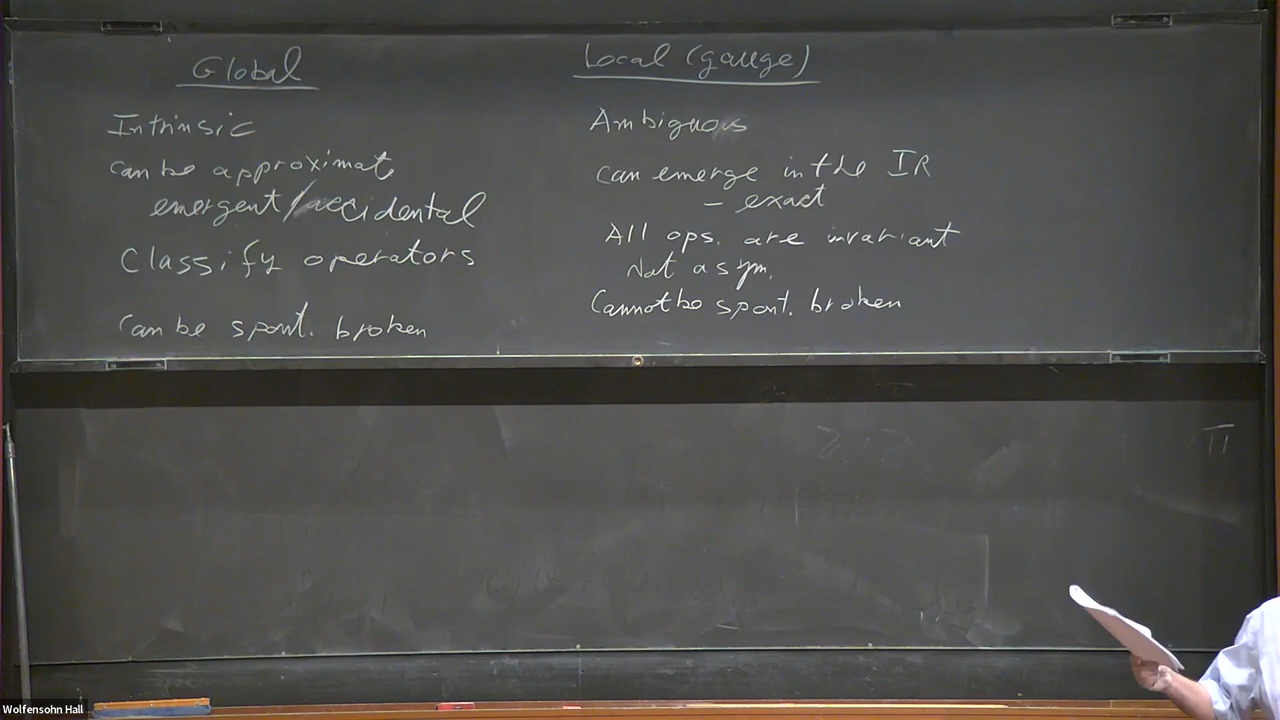 Global
Intrinsic
can be approximate
emergent/accidental
Classify operators
Can be spont. broken
Local (gauge)
Ambiguous
can emerge in the IR
- exact
All ops. are invariant
Not a sym.
Cannot be spont. broken
π
Wolfensohn Hall